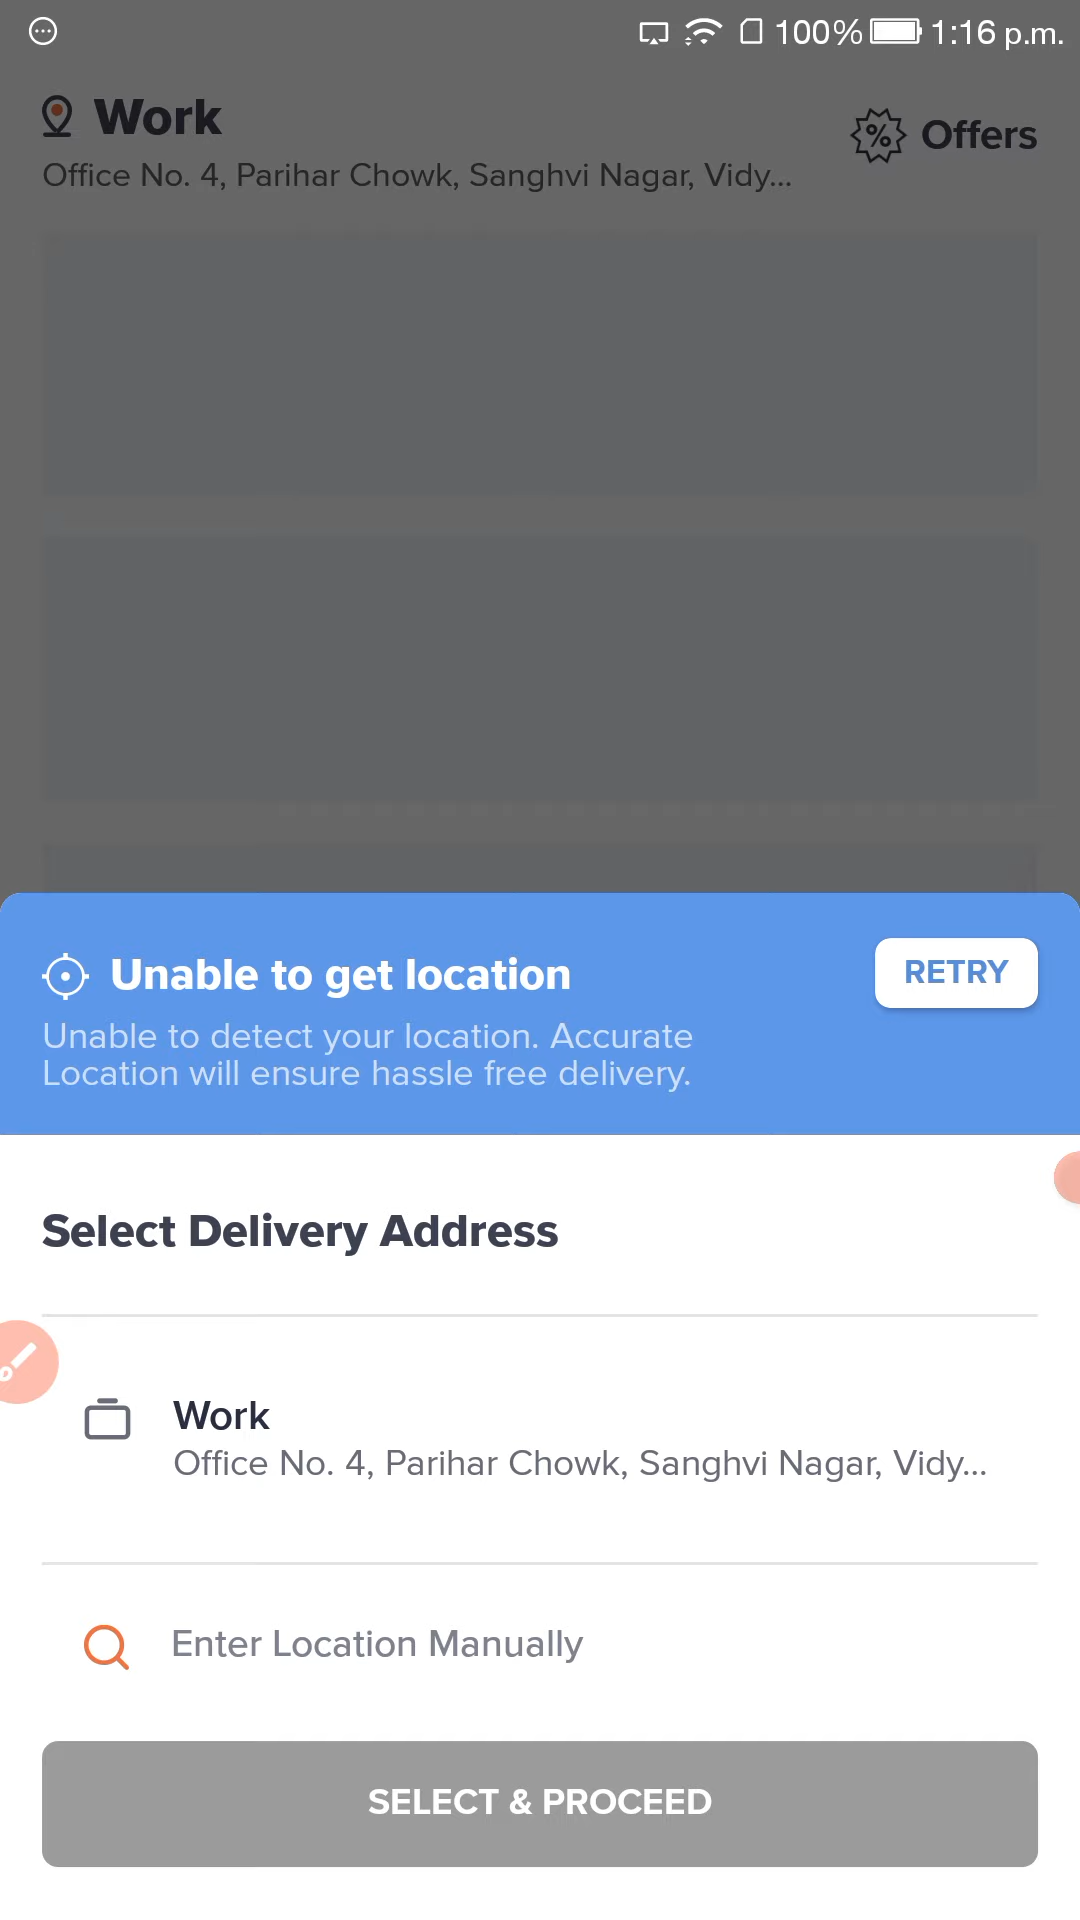 100% 1:16 p.m.
Work
Offers
Office No. 4, Parihar Chowk, Sanghvi Nagar, Vidy...
Unable to get location
RETRY
Unable to detect your location. Accurate
Location will ensure hassle free delivery.
Select Delivery Address
Work
Office No. 4, Parihar Chowk, Sanghvi Nagar, Vidy...
Enter Location Manually
SELECT & PROCEED